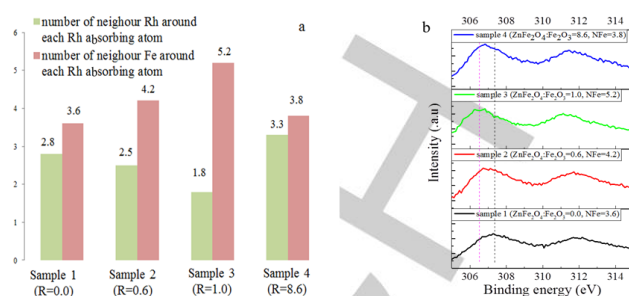 a
number of neighour Rh around
each Rh absorbing atom
number of neighour Fe around
each Rh absorbing atom
6
5
4
3
2
1
0
2.8
3.6
2.5
4.2
1.8
5.2
3.3
3.8
Sample 1
(R=0.0)
Sample 2
(R=0.6)
Sample 3
(R=1.0)
Sample 4
(R=8.6)
b
306 308 310 312 314
sample 4 (ZnFe₂O₄:Fe₂O₃=8.6, NFe=3.8)
sample 3 (ZnFe₂O₄:Fe₂O₃=1.0, NFe=5.2)
sample 2 (ZnFe₂O₄:Fe₂O₃=0.6, NFe=4.2)
sample 1 (ZnFe₂O₄:Fe₂O₃=0.0, NFe=3.6)
Intensity (.a.u)
306 308 310 312 314
Binding energy (eV)